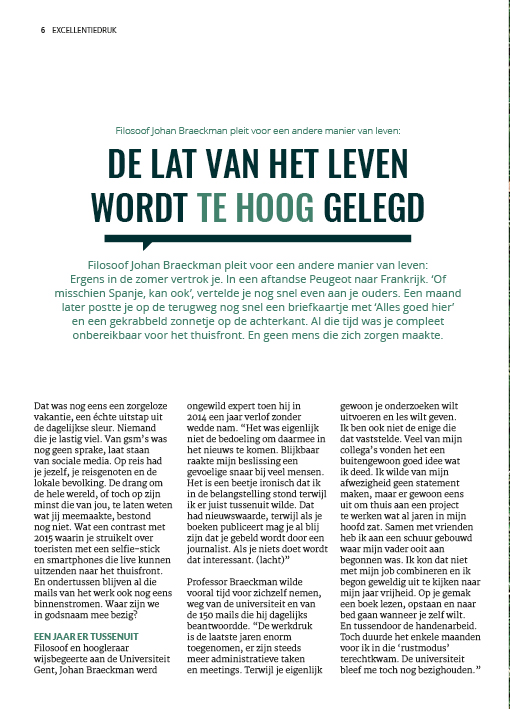 6 EXCELLENTIEDRUK
Filosoof Johan Braeckman pleit voor een andere manier van leven:
DE LAT VAN HET LEVEN
WORDT TE HOOG GELEGD
Filosoof Johan Braeckman pleit voor een andere manier van leven:
Ergens in de zomer vertrok je. In een aftandse Peugeot naar Frankrijk. ‘Of
misschien Spanje, kan ook’, vertelde je nog snel even aan je ouders. Een maand
later postte je op de terugweg nog snel een briefkaartje met ‘Alles goed hier’
en een gekrabbeld zonnetje op de achterkant. Al die tijd was je compleet
onbereikbaar voor het thuisfront. En geen mens die zich zorgen maakte.
Dat was nog eens een zorgeloze
vakantie, een échte uitstap uit
de dagelijkse sleur. Niemand
die je lastig viel. Van gsm’s was
nog geen sprake, laat staan
van sociale media. Op reis had
je jezelf, je reisgenoten en de
lokale bevolking. De drang om
de hele wereld, of toch op zijn
minst die van jou, te laten weten
wat jij meemaakte, bestond
nog niet. Wat een contrast met
2015 waarin je struikelt over
toeristen met een selfie-stick
en smartphones die live kunnen
uitzenden naar het thuisfront.
En ondertussen blijven al die
mails van het werk ook nog eens
binnenstromen. Waar zijn we
in godsnaam mee bezig?
EEN JAAR ER TUSSENUIT
Filosoof en hoogleraar
wijsbegeerte aan de Universiteit
Gent, Johan Braeckman werd
ongewild expert toen hij in
2014 een jaar verlof zonder
wedde nam. “Het was eigenlijk
niet de bedoeling om daarmee in
het nieuws te komen. Blijkbaar
raakte mijn beslissing een
gevoelige snaar bij veel mensen.
Het is een beetje ironisch dat ik
in de belangstelling stond terwijl
ik er juist tussenuit wilde. Dat
had nieuwswaarde, terwijl als je
boeken publiceert mag je al blij
zijn dat je gebeld wordt door een
journalist. Als je niets doet wordt
dat interessant. (lacht)”
Professor Braeckman wilde
vooral tijd voor zichzelf nemen,
weg van de universiteit en van
de 150 mails die hij dagelijks
beantwoordde. “De werkdruk
is de laatste jaren enorm
toegenomen, er zijn steeds
meer administratieve taken
en meetings. Terwijl je eigenlijk
gewoon je onderzoeken wilt
uitvoeren en les wilt geven.
Ik ben ook niet de enige die
dat vaststelde. Veel van mijn
collega’s vonden het een
buitengewoon goed idee wat
ik deed. Ik wilde van mijn
afwezigheid geen statement
maken, maar er gewoon eens
uit om thuis aan een project
te werken wat al jaren in mijn
hoofd zat. Samen met vrienden
heb ik aan een schuur gebouwd
waar mijn vader ooit aan
begonnen was. Ik kon dat niet
met mijn job combineren en ik
begon geweldig uit te kijken naar
mijn jaar vrijheid. Op je gemak
een boek lezen, opstaan en naar
bed gaan wanneer je zelf wilt.
En tussendoor de handenarbeid.
Toch duurde het enkele maanden
voor ik in die ‘rustmodus’
terechtkwam. De universiteit
bleef me toch nog bezighouden.”